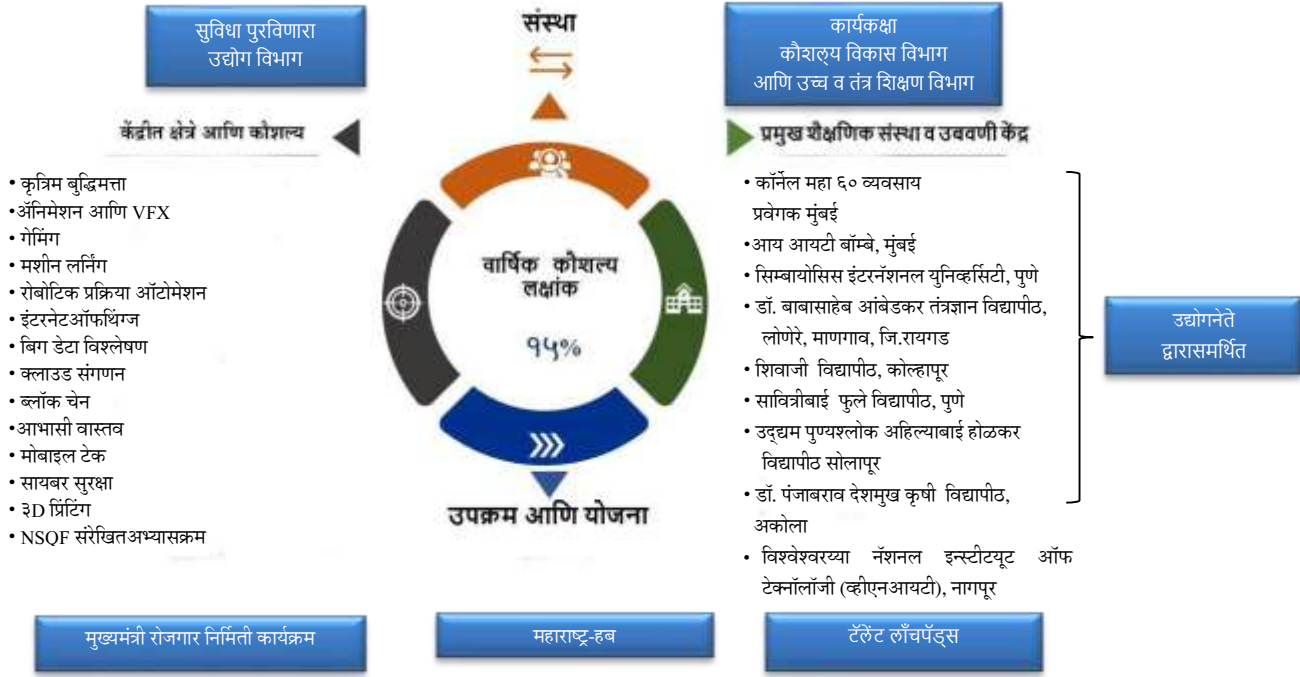 सुविधा पुरविणारा
उद्योग विभाग
संस्था
कार्यकक्षा
कौशल्य विकास विभाग
आणि उच्च व तंत्र शिक्षण विभाग
केंद्रीत क्षेत्रे आणि कौशल्य
प्रमुख शैक्षणिक संस्था व उबवणी केंद्र
• कृत्रिम बुद्धिमत्ता
• ॲनिमेशन आणि VFX
• गेमिंग
• मशीन लर्निंग
• रोबोटिक प्रक्रिया ऑटोमेशन
• इंटरनेटऑफथिंग्ज
• बिग डेटा विश्लेषण
• क्लाउड संगणन
• ब्लॉक चेन
• आभासी वास्तव
• मोबाइल टेक
• सायबर सुरक्षा
• ३D प्रिंटिंग
• NSQF संरेखितअभ्यासक्रम
वार्षिक कौशल्य
लक्षांक
१५%
उपक्रम आणि योजना
• कॉर्नेल महा ६० व्यवसाय
प्रवेगक मुंबई
• आय आयटी बॉम्बे, मुंबई
• सिम्बायोसिस इंटरनॅशनल युनिव्हर्सिटी, पुणे
• डॉ. बाबासाहेब आंबेडकर तंत्रज्ञान विद्यापीठ,
लोणेरे, माणगाव, जि.रायगड
• शिवाजी विद्यापीठ, कोल्हापूर
• सावित्रीबाई फुले विद्यापीठ, पुणे
• उद्द्यम पुण्यश्लोक अहिल्याबाई होळकर
विद्यापीठ सोलापूर
• डॉ. पंजाबराव देशमुख कृषी विद्यापीठ,
अकोला
• विश्वेश्वरय्या नॅशनल इन्स्टीटयूट ऑफ
टेक्नॉलॉजी (व्हीएनआयटी), नागपूर
उद्योगनेते
द्वारासमर्थित
मुख्यमंत्री रोजगार निर्मिती कार्यक्रम
महाराष्ट्र-हब
टॅलेंट लाँचपॅड्स